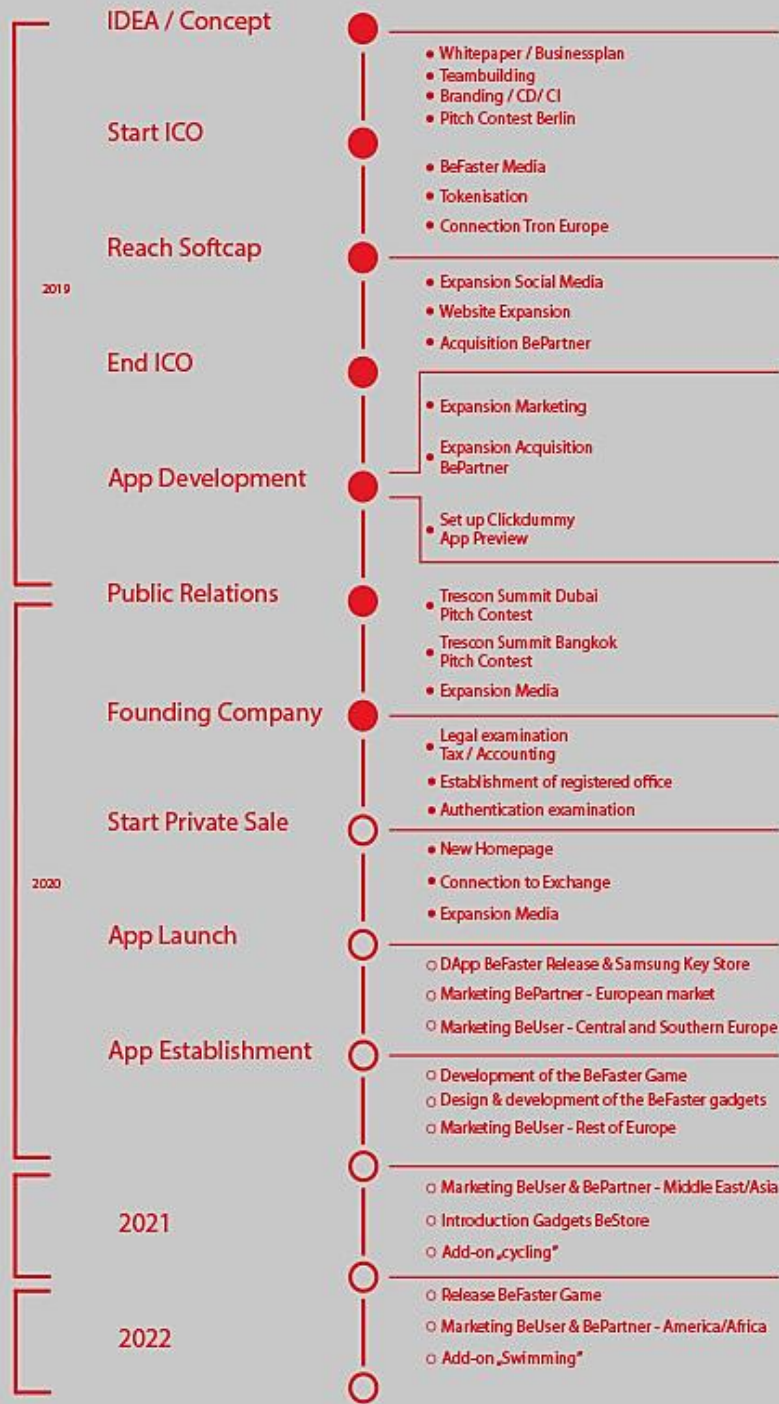 IDEA / Concept
• Whitepaper / Businessplan
• Teambuilding
• Branding / CD/ CI
• Pitch Contest Berlin
Start ICO
• BeFaster Media
• Tokenisation
• Connection Tron Europe
Reach Softcap
2019
• Expansion Social Media
• Website Expansion
• Acquisition BePartner
End ICO
• Expansion Marketing
• Expansion Acquisition
BePartner
App Development
• Set up Clickdummy
App Preview
Public Relations
• Trescon Summit Dubai
Pitch Contest
• Trescon Summit Bangkok
Pitch Contest
• Expansion Media
Founding Company
• Legal examination
Tax / Accounting
• Establishment of registered office
• Authentication examination
Start Private Sale
• New Homepage
2020
• Connection to Exchange
• Expansion Media
App Launch
○ DApp BeFaster Release & Samsung Key Store
○ Marketing BePartner - European market
○ Marketing BeUser - Central and Southern Europe
App Establishment
○ Development of the BeFaster Game
○ Design & development of the BeFaster gadgets
○ Marketing BeUser - Rest of Europe
○ Marketing BeUser & BePartner - Middle East/Asia
2021
○ Introduction Gadgets BeStore
○ Add-on „cycling"
○ Release BeFaster Game
2022
○ Marketing BeUser & BePartner - America/Africa
○ Add-on „Swimming"